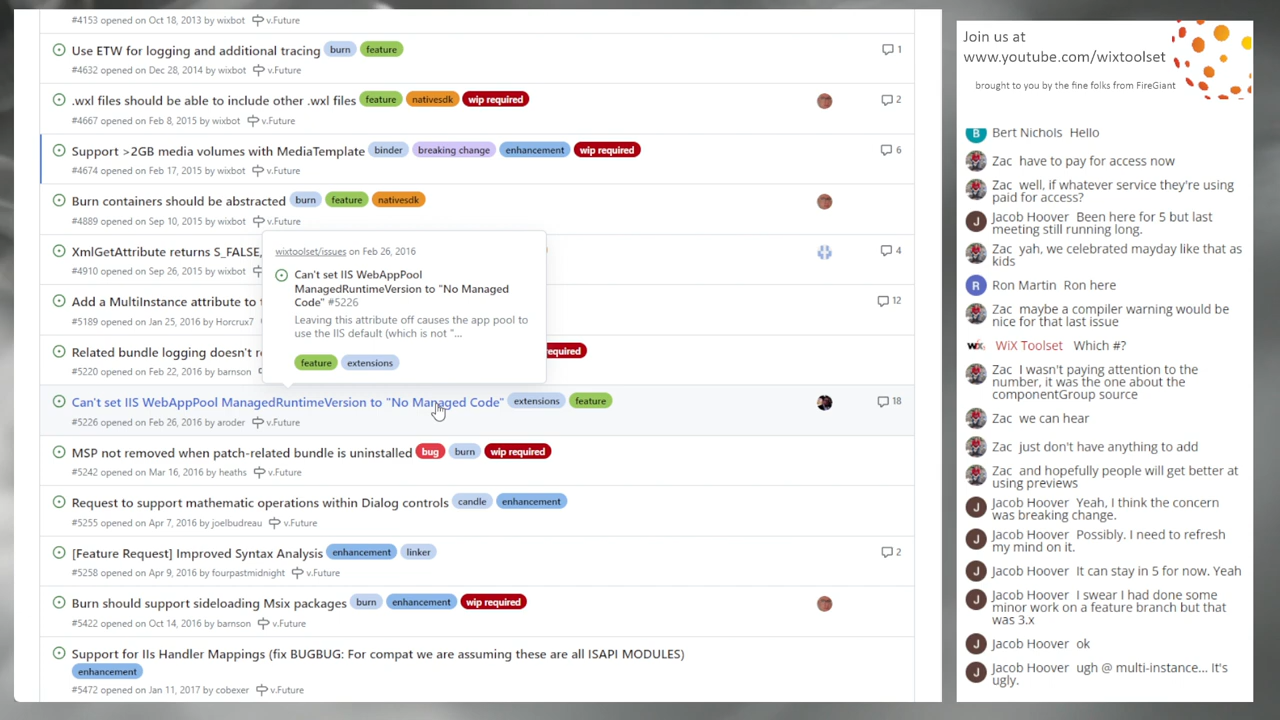 #4153 opened on Oct 18, 2013 by wixbot v.Future
Use ETW for logging and additional tracing burn feature 1
#4632 opened on Dec 28, 2014 by wixbot v.Future
.wxl files should be able to include other .wxl files feature nativesdk wip required 2
#4667 opened on Feb 8, 2015 by wixbot v.Future
Support >2GB media volumes with MediaTemplate binder breaking change enhancement wip required 6
#4674 opened on Feb 17, 2015 by wixbot v.Future
Burn containers should be abstracted burn feature nativesdk
#4889 opened on Sep 10, 2015 by wixbot v.Future
XmlGetAttribute returns S_FALSE, 4
#4910 opened on Sep 26, 2015 by wixbot
wixtoolset/issues on Feb 26, 2016
Can't set IIS WebAppPool
ManagedRuntimeVersion to "No Managed
Code" #5226
Leaving this attribute off causes the app pool to
use the IIS default (which is not "...
feature extensions
Add a MultiInstance attribute to 12
#5189 opened on Jan 25, 2016 by Horcrux7
Related bundle logging doesn't required
#5220 opened on Feb 22, 2016 by barnson
Can't set IIS WebAppPool ManagedRuntimeVersion to "No Managed Code" extensions feature 18
#5226 opened on Feb 26, 2016 by aroder v.Future
MSP not removed when patch-related bundle is uninstalled bug burn wip required
#5242 opened on Mar 16, 2016 by heaths v.Future
Request to support mathematic operations within Dialog controls candle enhancement
#5255 opened on Apr 7, 2016 by joelbudreau v.Future
[Feature Request] Improved Syntax Analysis enhancement linker 2
#5258 opened on Apr 9, 2016 by fourpastmidnight v.Future
Burn should support sideloading Msix packages burn enhancement wip required
#5422 opened on Oct 14, 2016 by barnson v.Future
Support for IIs Handler Mappings (fix BUGBUG: For compat we are assuming these are all ISAPI MODULES)
enhancement
#5472 opened on Jan 11, 2017 by cobexer v.Future
Join us at
www.youtube.com/wixtoolset
brought to you by the fine folks from FireGiant
B Bert Nichols Hello
Zac have to pay for access now
Zac well, if whatever service they're using
paid for access?
J Jacob Hoover Been here for 5 but last
meeting still running long.
Zac yah, we celebrated mayday like that as
kids
R Ron Martin Ron here
Zac maybe a compiler warning would be
nice for that last issue
WiX WiX Toolset Which #?
Zac I wasn't paying attention to the
number, it was the one about the
componentGroup source
Zac we can hear
Zac just don't have anything to add
Zac and hopefully people will get better at
using previews
J Jacob Hoover Yeah, I think the concern
was breaking change.
J Jacob Hoover Possibly. I need to refresh
my mind on it.
J Jacob Hoover It can stay in 5 for now. Yeah
J Jacob Hoover I swear I had done some
minor work on a feature branch but that
was 3.x
J Jacob Hoover ok
J Jacob Hoover ugh @ multi-instance... It's
ugly.